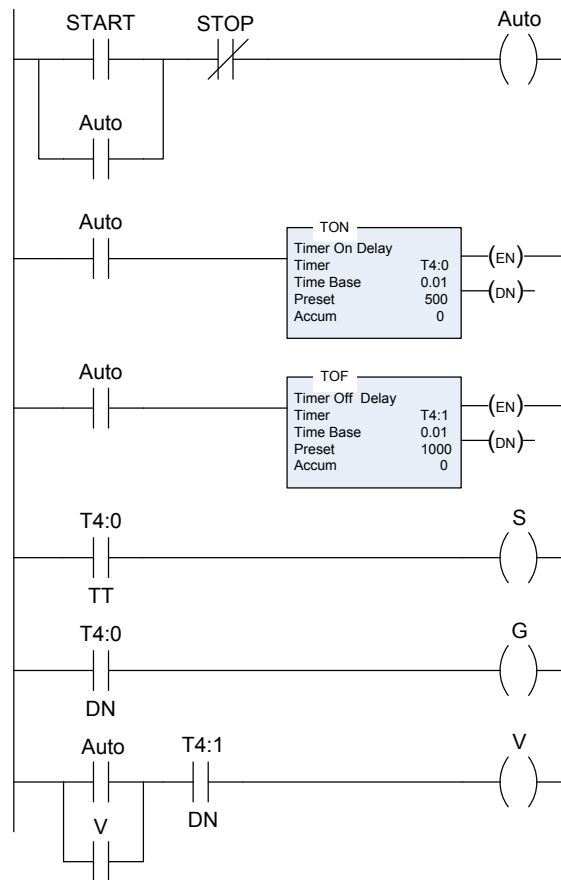 START STOP Auto
Auto
Auto
TON
Timer On Delay
Timer T4:0
Time Base 0.01
Preset 500
Accum 0
(EN)
(DN)
Auto
TOF
Timer Off Delay
Timer T4:1
Time Base 0.01
Preset 1000
Accum 0
(EN)
(DN)
T4:0 S
TT
T4:0 G
DN
Auto T4:1 V
V DN